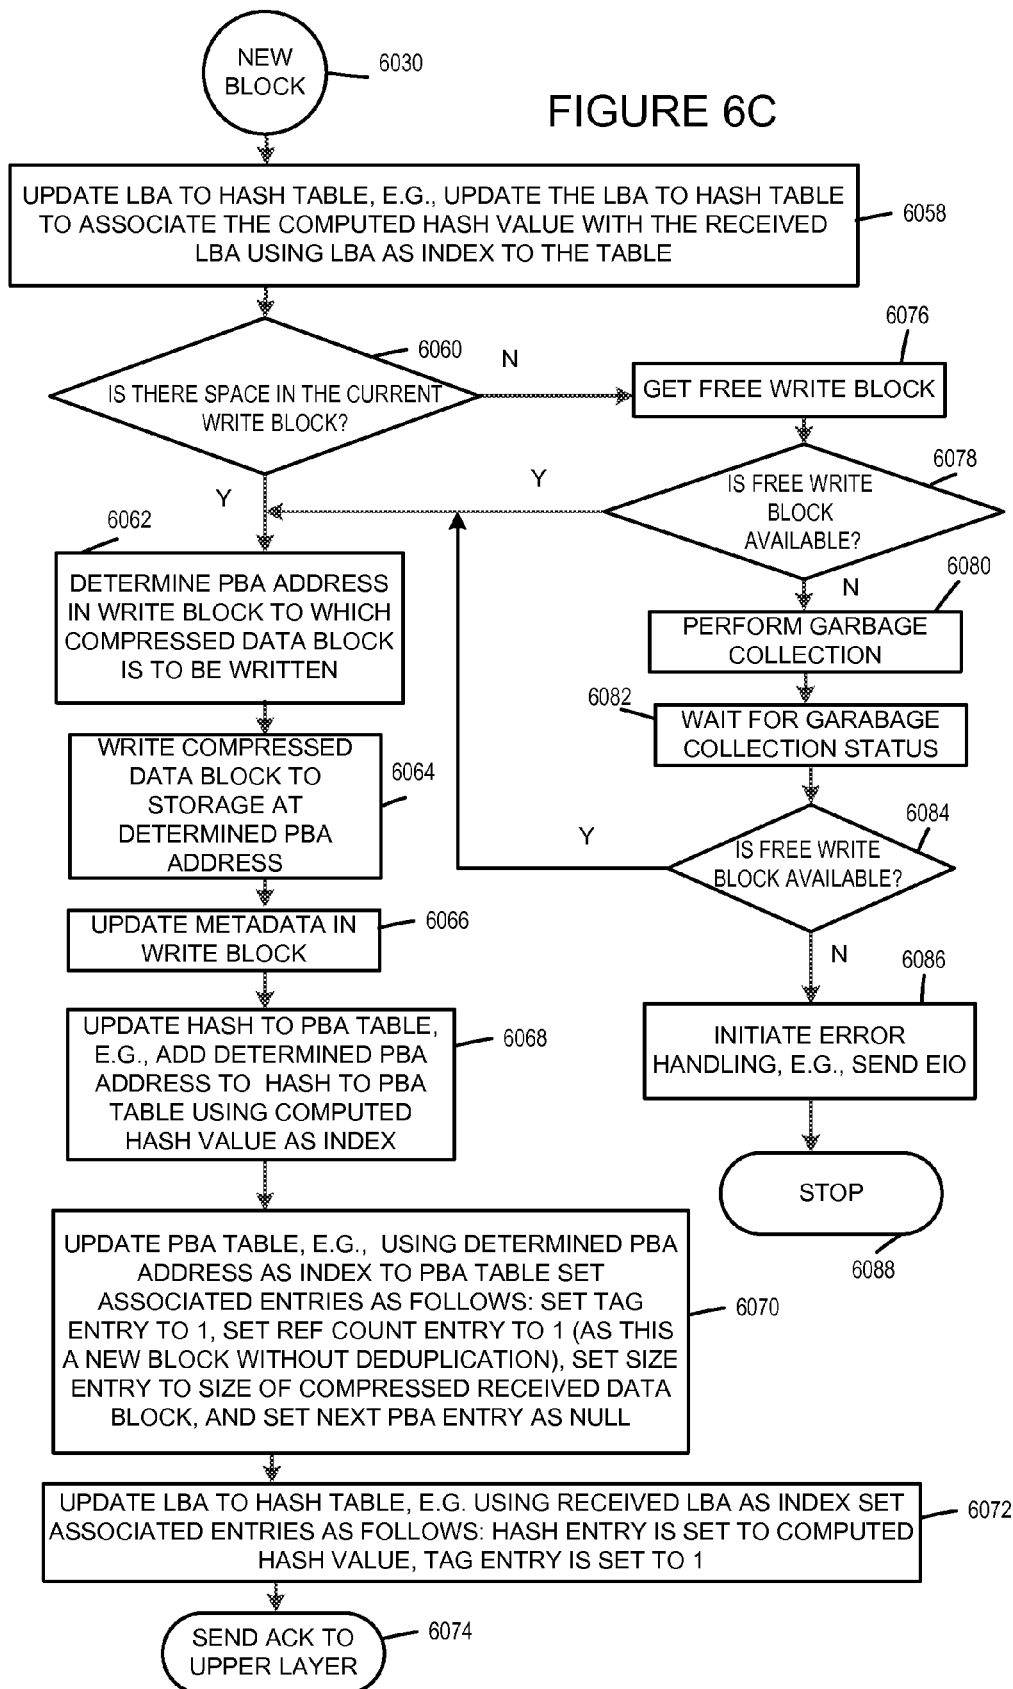 NEW
BLOCK
6030
FIGURE 6C
UPDATE LBA TO HASH TABLE, E.G., UPDATE THE LBA TO HASH TABLE
TO ASSOCIATE THE COMPUTED HASH VALUE WITH THE RECEIVED
LBA USING LBA AS INDEX TO THE TABLE
6058
6060
IS THERE SPACE IN THE CURRENT
WRITE BLOCK?
N
Y
6076
GET FREE WRITE BLOCK
6078
IS FREE WRITE
BLOCK
AVAILABLE?
Y
N
6062
DETERMINE PBA ADDRESS
IN WRITE BLOCK TO WHICH
COMPRESSED DATA BLOCK
IS TO BE WRITTEN
6080
PERFORM GARBAGE
COLLECTION
6082
WAIT FOR GARABAGE
COLLECTION STATUS
WRITE COMPRESSED
DATA BLOCK TO
STORAGE AT
DETERMINED PBA
ADDRESS
6064
6084
IS FREE WRITE
BLOCK AVAILABLE?
Y
N
UPDATE METADATA IN
WRITE BLOCK
6066
6086
INITIATE ERROR
HANDLING, E.G., SEND EIO
UPDATE HASH TO PBA TABLE,
E.G., ADD DETERMINED PBA
ADDRESS TO HASH TO PBA
TABLE USING COMPUTED
HASH VALUE AS INDEX
6068
STOP
6088
UPDATE PBA TABLE, E.G., USING DETERMINED PBA
ADDRESS AS INDEX TO PBA TABLE SET
ASSOCIATED ENTRIES AS FOLLOWS: SET TAG
ENTRY TO 1, SET REF COUNT ENTRY TO 1 (AS THIS
A NEW BLOCK WITHOUT DEDUPLICATION), SET SIZE
ENTRY TO SIZE OF COMPRESSED RECEIVED DATA
BLOCK, AND SET NEXT PBA ENTRY AS NULL
6070
UPDATE LBA TO HASH TABLE, E.G. USING RECEIVED LBA AS INDEX SET
ASSOCIATED ENTRIES AS FOLLOWS: HASH ENTRY IS SET TO COMPUTED
HASH VALUE, TAG ENTRY IS SET TO 1
6072
SEND ACK TO
UPPER LAYER
6074